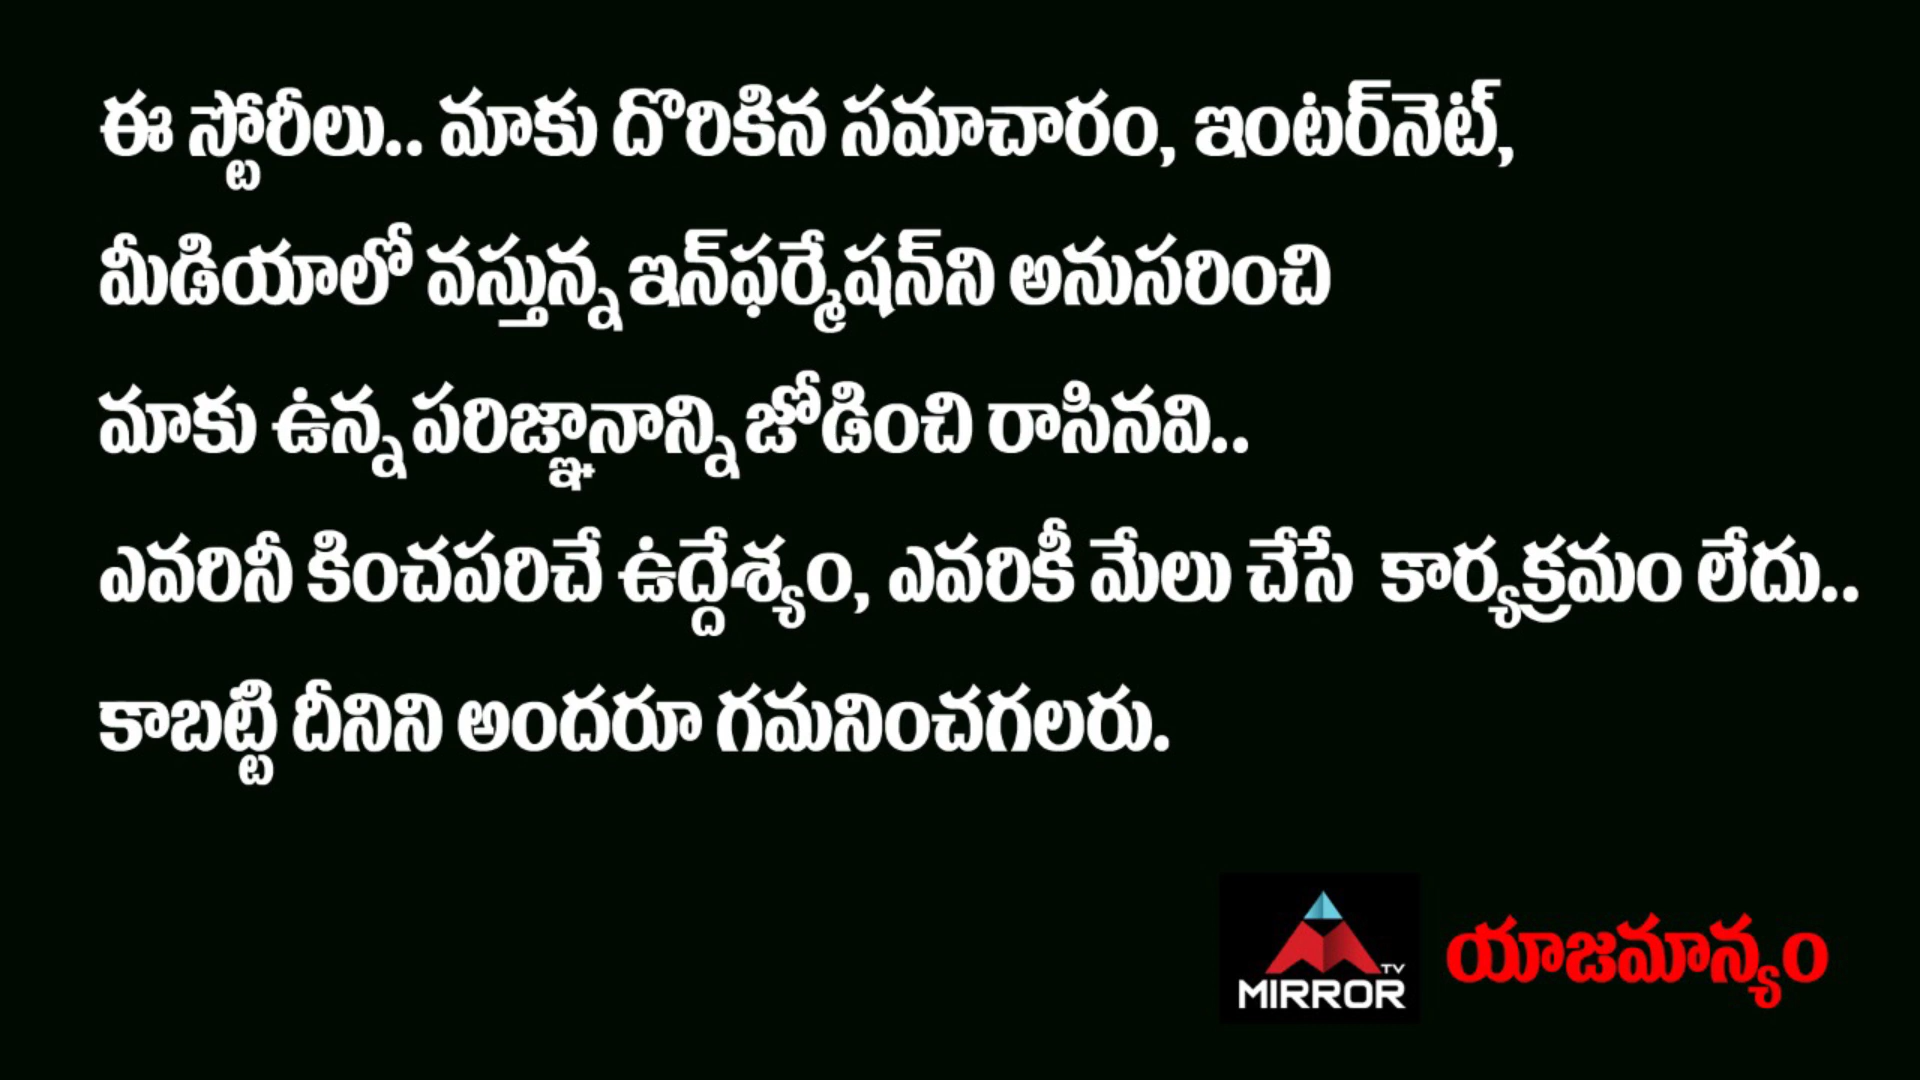 ఈ స్టోరీలు.. మాకు దొరికిన సమాచారం, ఇంటర్‌నెట్,
మీడియాలో వస్తున్న ఇన్‌ఫర్మేషన్‌ని అనుసరించి
మాకు ఉన్న పరిజ్ఞానాన్ని జోడించి రాసినవి..
ఎవరినీ కించపరిచే ఉద్దేశ్యం, ఎవరికీ మేలు చేసే కార్యక్రమం లేదు..
కాబట్టి దీనిని అందరూ గమనించగలరు.
TV
MIRROR
యాజమాన్యం